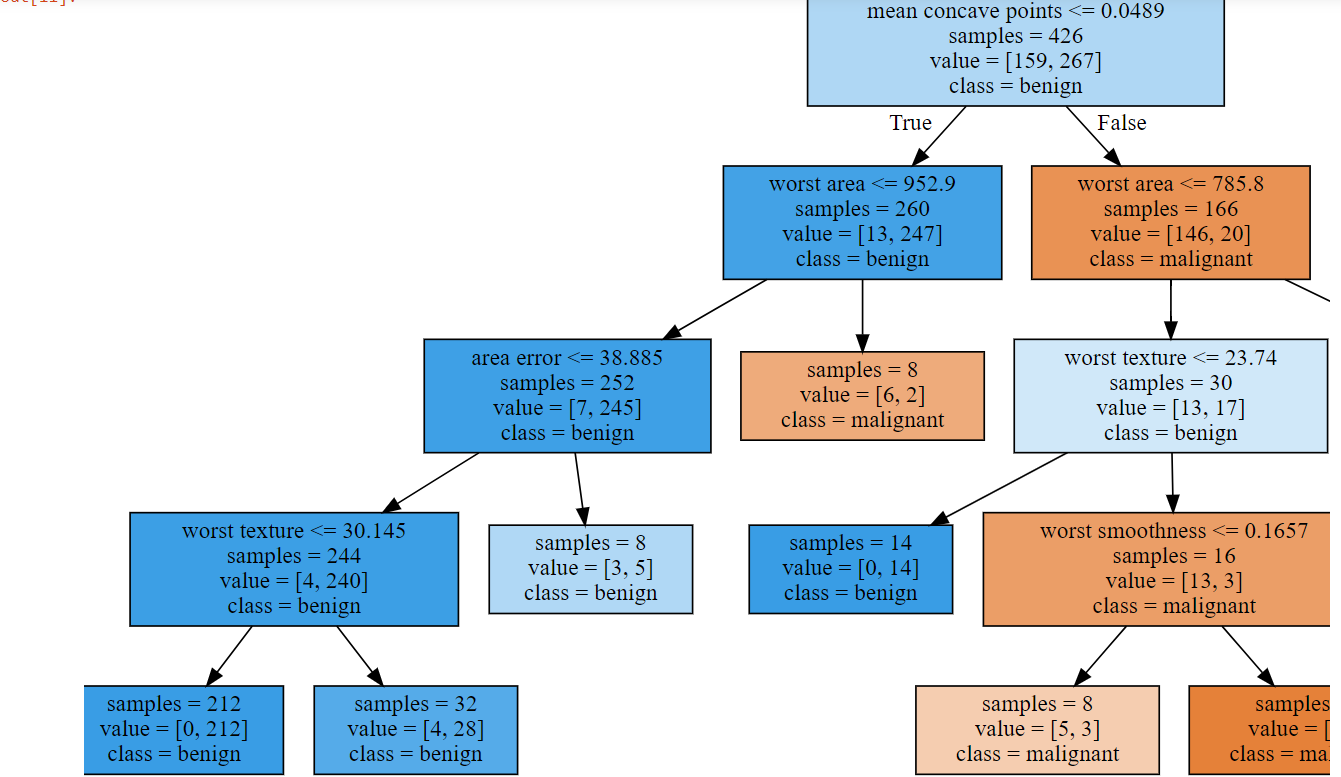 mean concave points <= 0.0489
samples = 426
value = [159, 267]
class = benign
True
False
worst area <= 952.9
samples = 260
value = [13, 247]
class = benign
worst area <= 785.8
samples = 166
value = [146, 20]
class = malignant
area error <= 38.885
samples = 252
value = [7, 245]
class = benign
samples = 8
value = [6, 2]
class = malignant
worst texture <= 23.74
samples = 30
value = [13, 17]
class = benign
worst texture <= 30.145
samples = 244
value = [4, 240]
class = benign
samples = 8
value = [3, 5]
class = benign
samples = 14
value = [0, 14]
class = benign
worst smoothness <= 0.1657
samples = 16
value = [13, 3]
class = malignant
samples = 212
value = [0, 212]
class = benign
samples = 32
value = [4, 28]
class = benign
samples = 8
value = [5, 3]
class = malignant
samples
value = [
class = ma